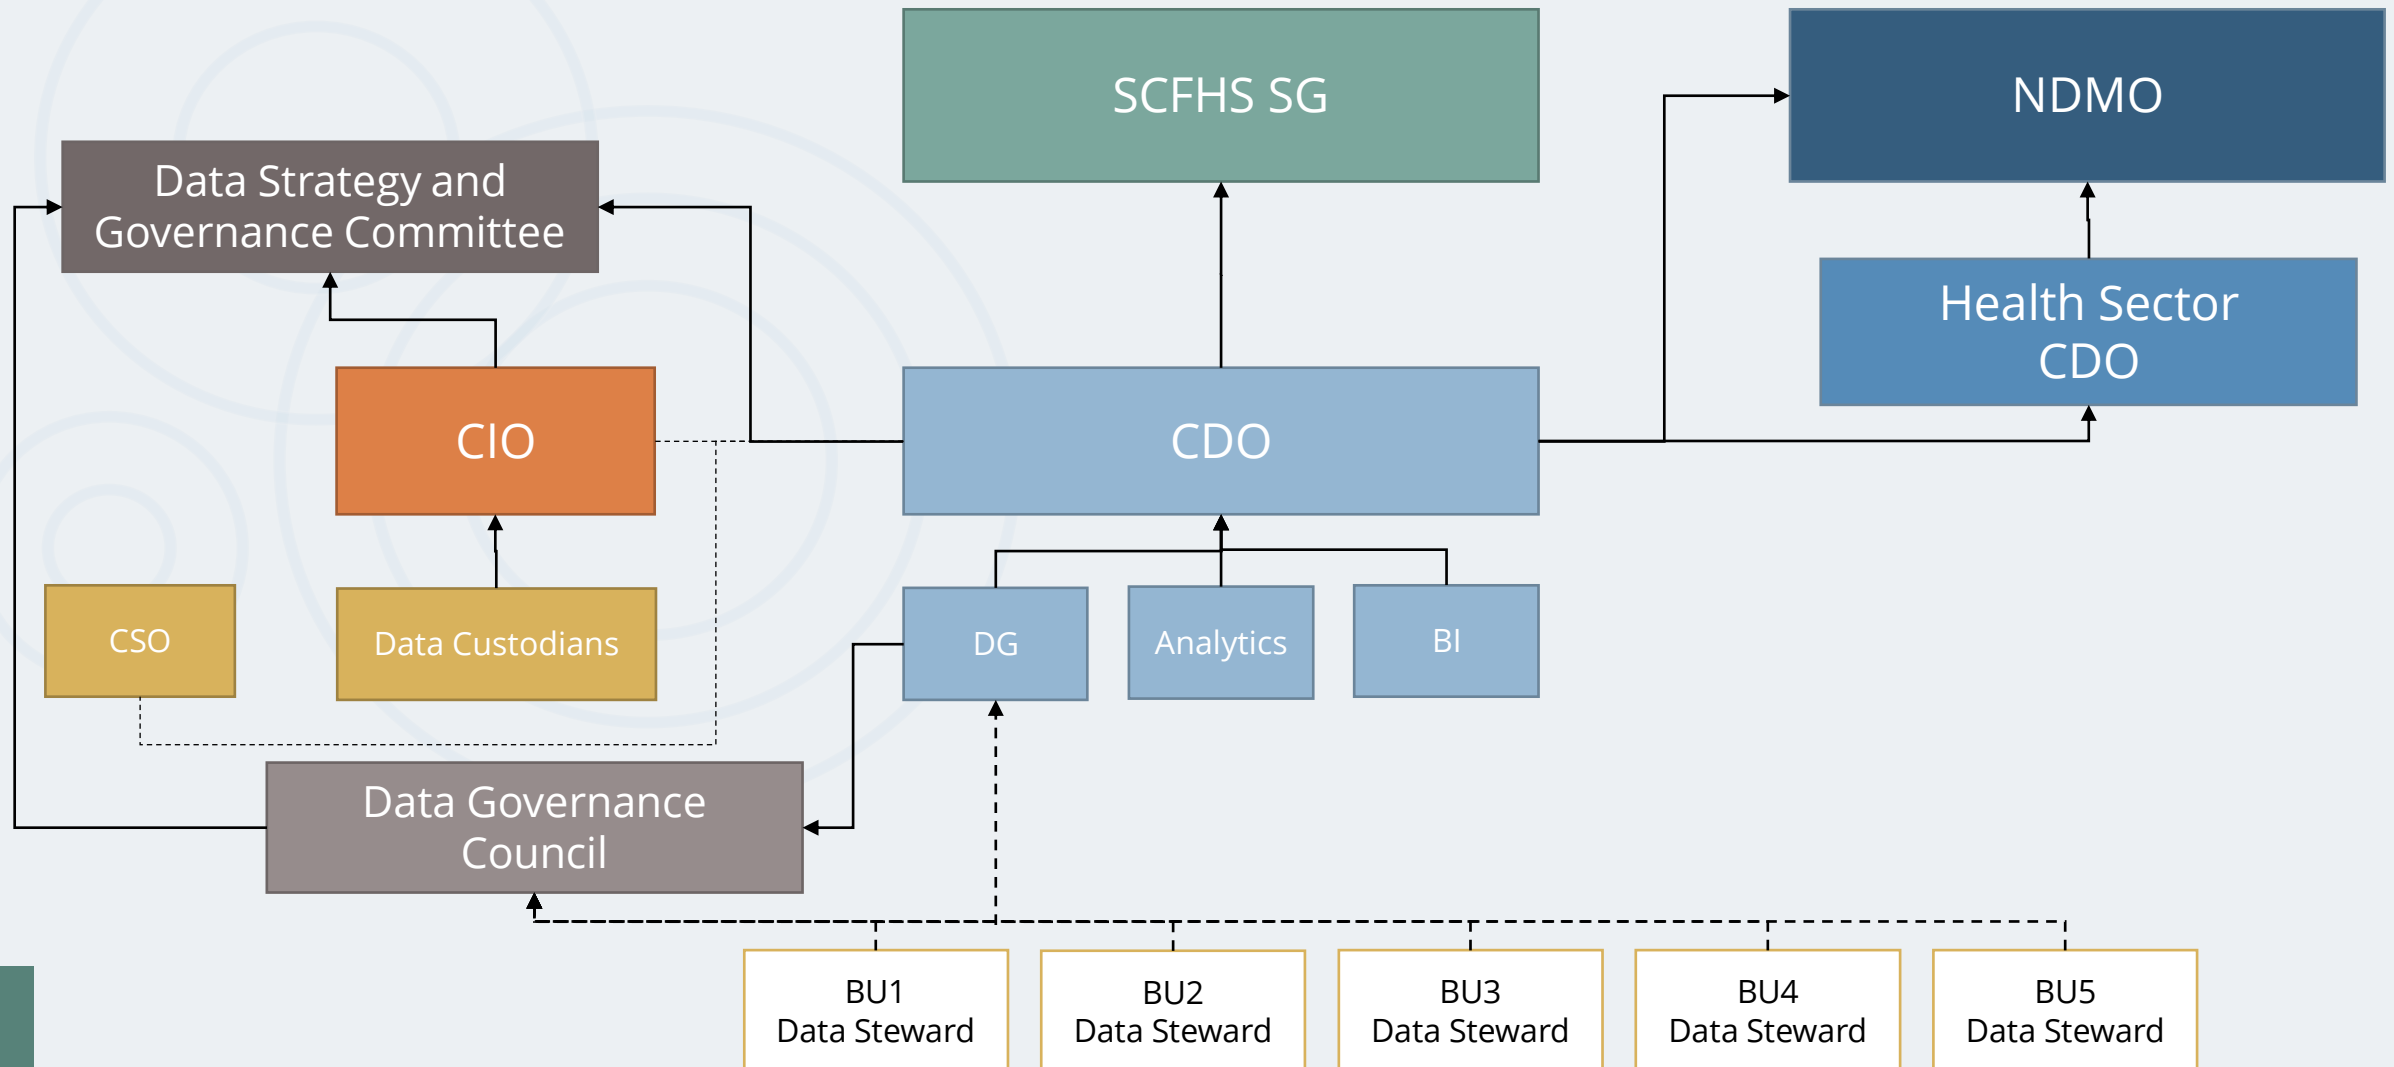 SCFHS SG
NDMO
Data Strategy and
Governance Committee
Health Sector
CDO
CIO
CDO
CSO
Data Custodians
DG
Analytics
BI
Data Governance
Council
BU1
Data Steward
BU2
Data Steward
BU3
Data Steward
BU4
Data Steward
BU5
Data Steward